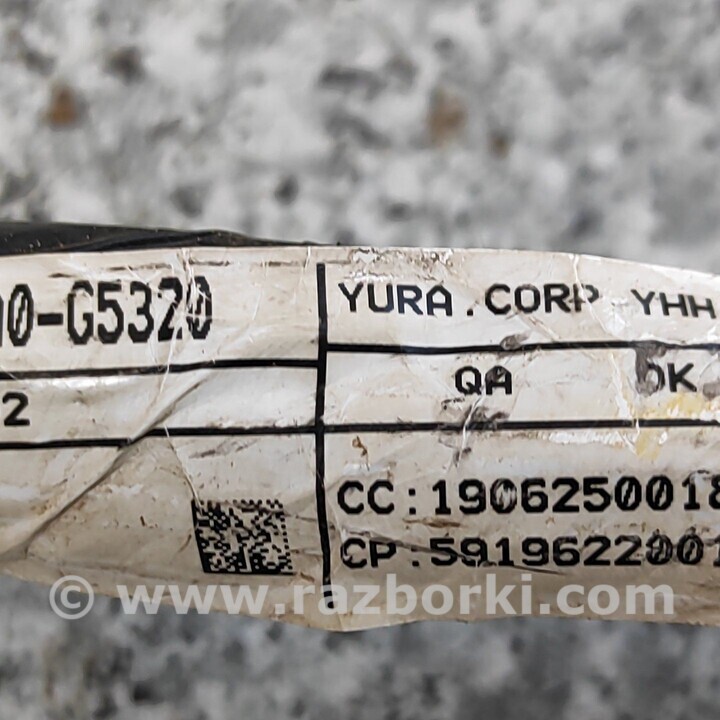 0-G5320
YURA.CORP YHH
2
QA OK
CC:190625001
CP:591962200
© www.razborki.com